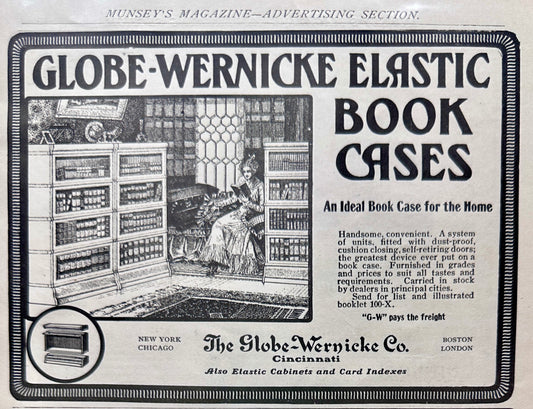 MUNSEY'S MAGAZINE—ADVERTISING SECTION.
GLOBE-WERNICKE ELASTIC
BOOK
CASES
An Ideal Book Case for the Home
Handsome, convenient. A system
of units, fitted with dust-proof,
cushion closing, self-retiring doors;
the greatest device ever put on a
book case. Furnished in grades
and prices to suit all tastes and
requirements. Carried in stock
by dealers in principal cities.
Send for list and illustrated
booklet 100-X.
"G-W" pays the freight
NEW YORK
CHICAGO
The Globe-Wernicke Co.
Cincinnati
BOSTON
LONDON
Also Elastic Cabinets and Card Indexes